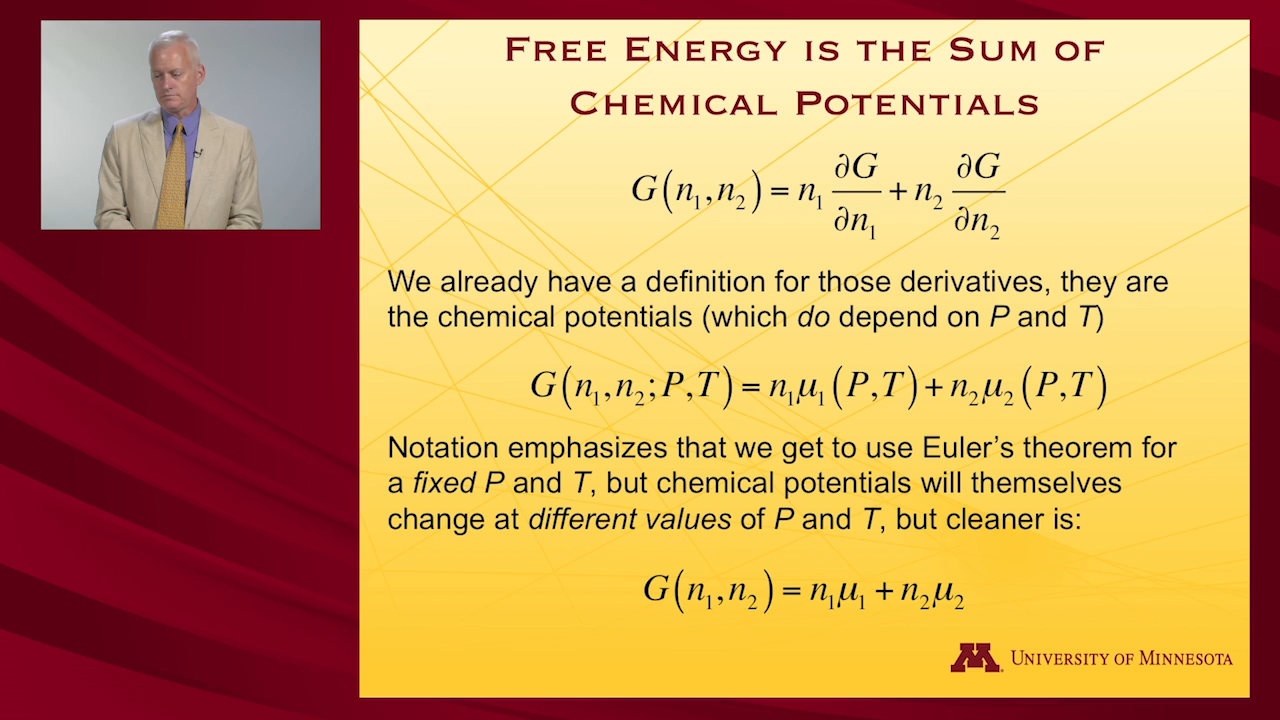 FREE ENERGY IS THE SUM OF
CHEMICAL POTENTIALS
G(n₁,n₂) = n₁ ∂G/∂n₁ + n₂ ∂G/∂n₂
We already have a definition for those derivatives, they are
the chemical potentials (which do depend on P and T)
G(n₁,n₂;P,T) = n₁μ₁(P,T) + n₂μ₂(P,T)
Notation emphasizes that we get to use Euler’s theorem for
a fixed P and T, but chemical potentials will themselves
change at different values of P and T, but cleaner is:
G(n₁,n₂) = n₁μ₁ + n₂μ₂
M UNIVERSITY OF MINNESOTA